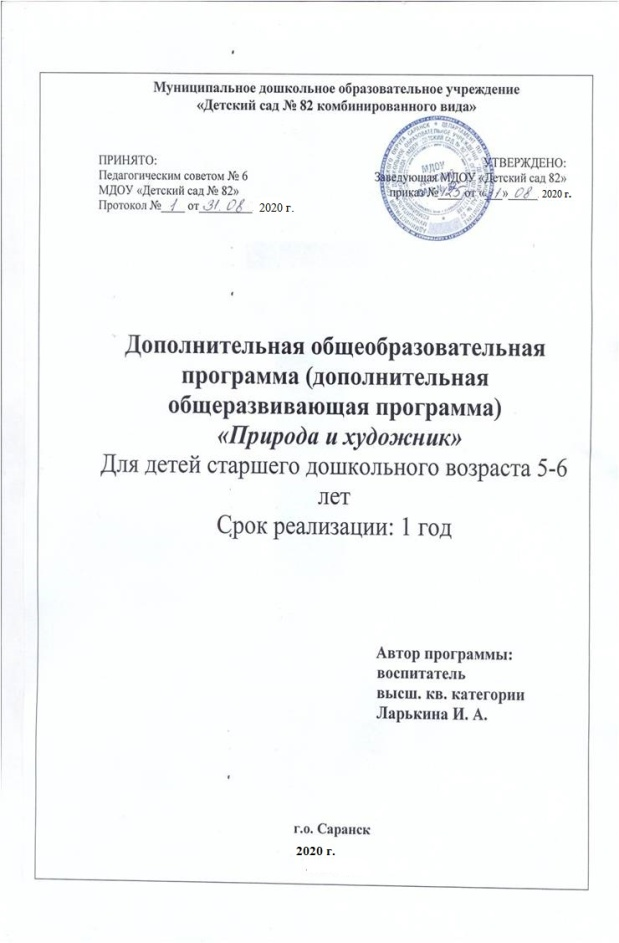 Муниципальное дошкольное образовательное учреждение
«Детский сад № 82 комбинированного вида»
ПРИНЯТО:
Педагогическим советом № 6
МДОУ «Детский сад № 82»
Протокол № 1 от 31.08 2020 г.
УТВЕРЖДЕНО:
Заведующая МДОУ «Детский сад 82»
приказ № 125 от «31» 08 2020 г.
МДОУ
Дополнительная общеобразовательная
программа (дополнительная
общеразвивающая программа)
«Природа и художник»
Для детей старшего дошкольного возраста 5-6
лет
Срок реализации: 1 год
Автор программы:
воспитатель
высш. кв. категории
Ларькина И. А.
г.о. Саранск
2020 г.